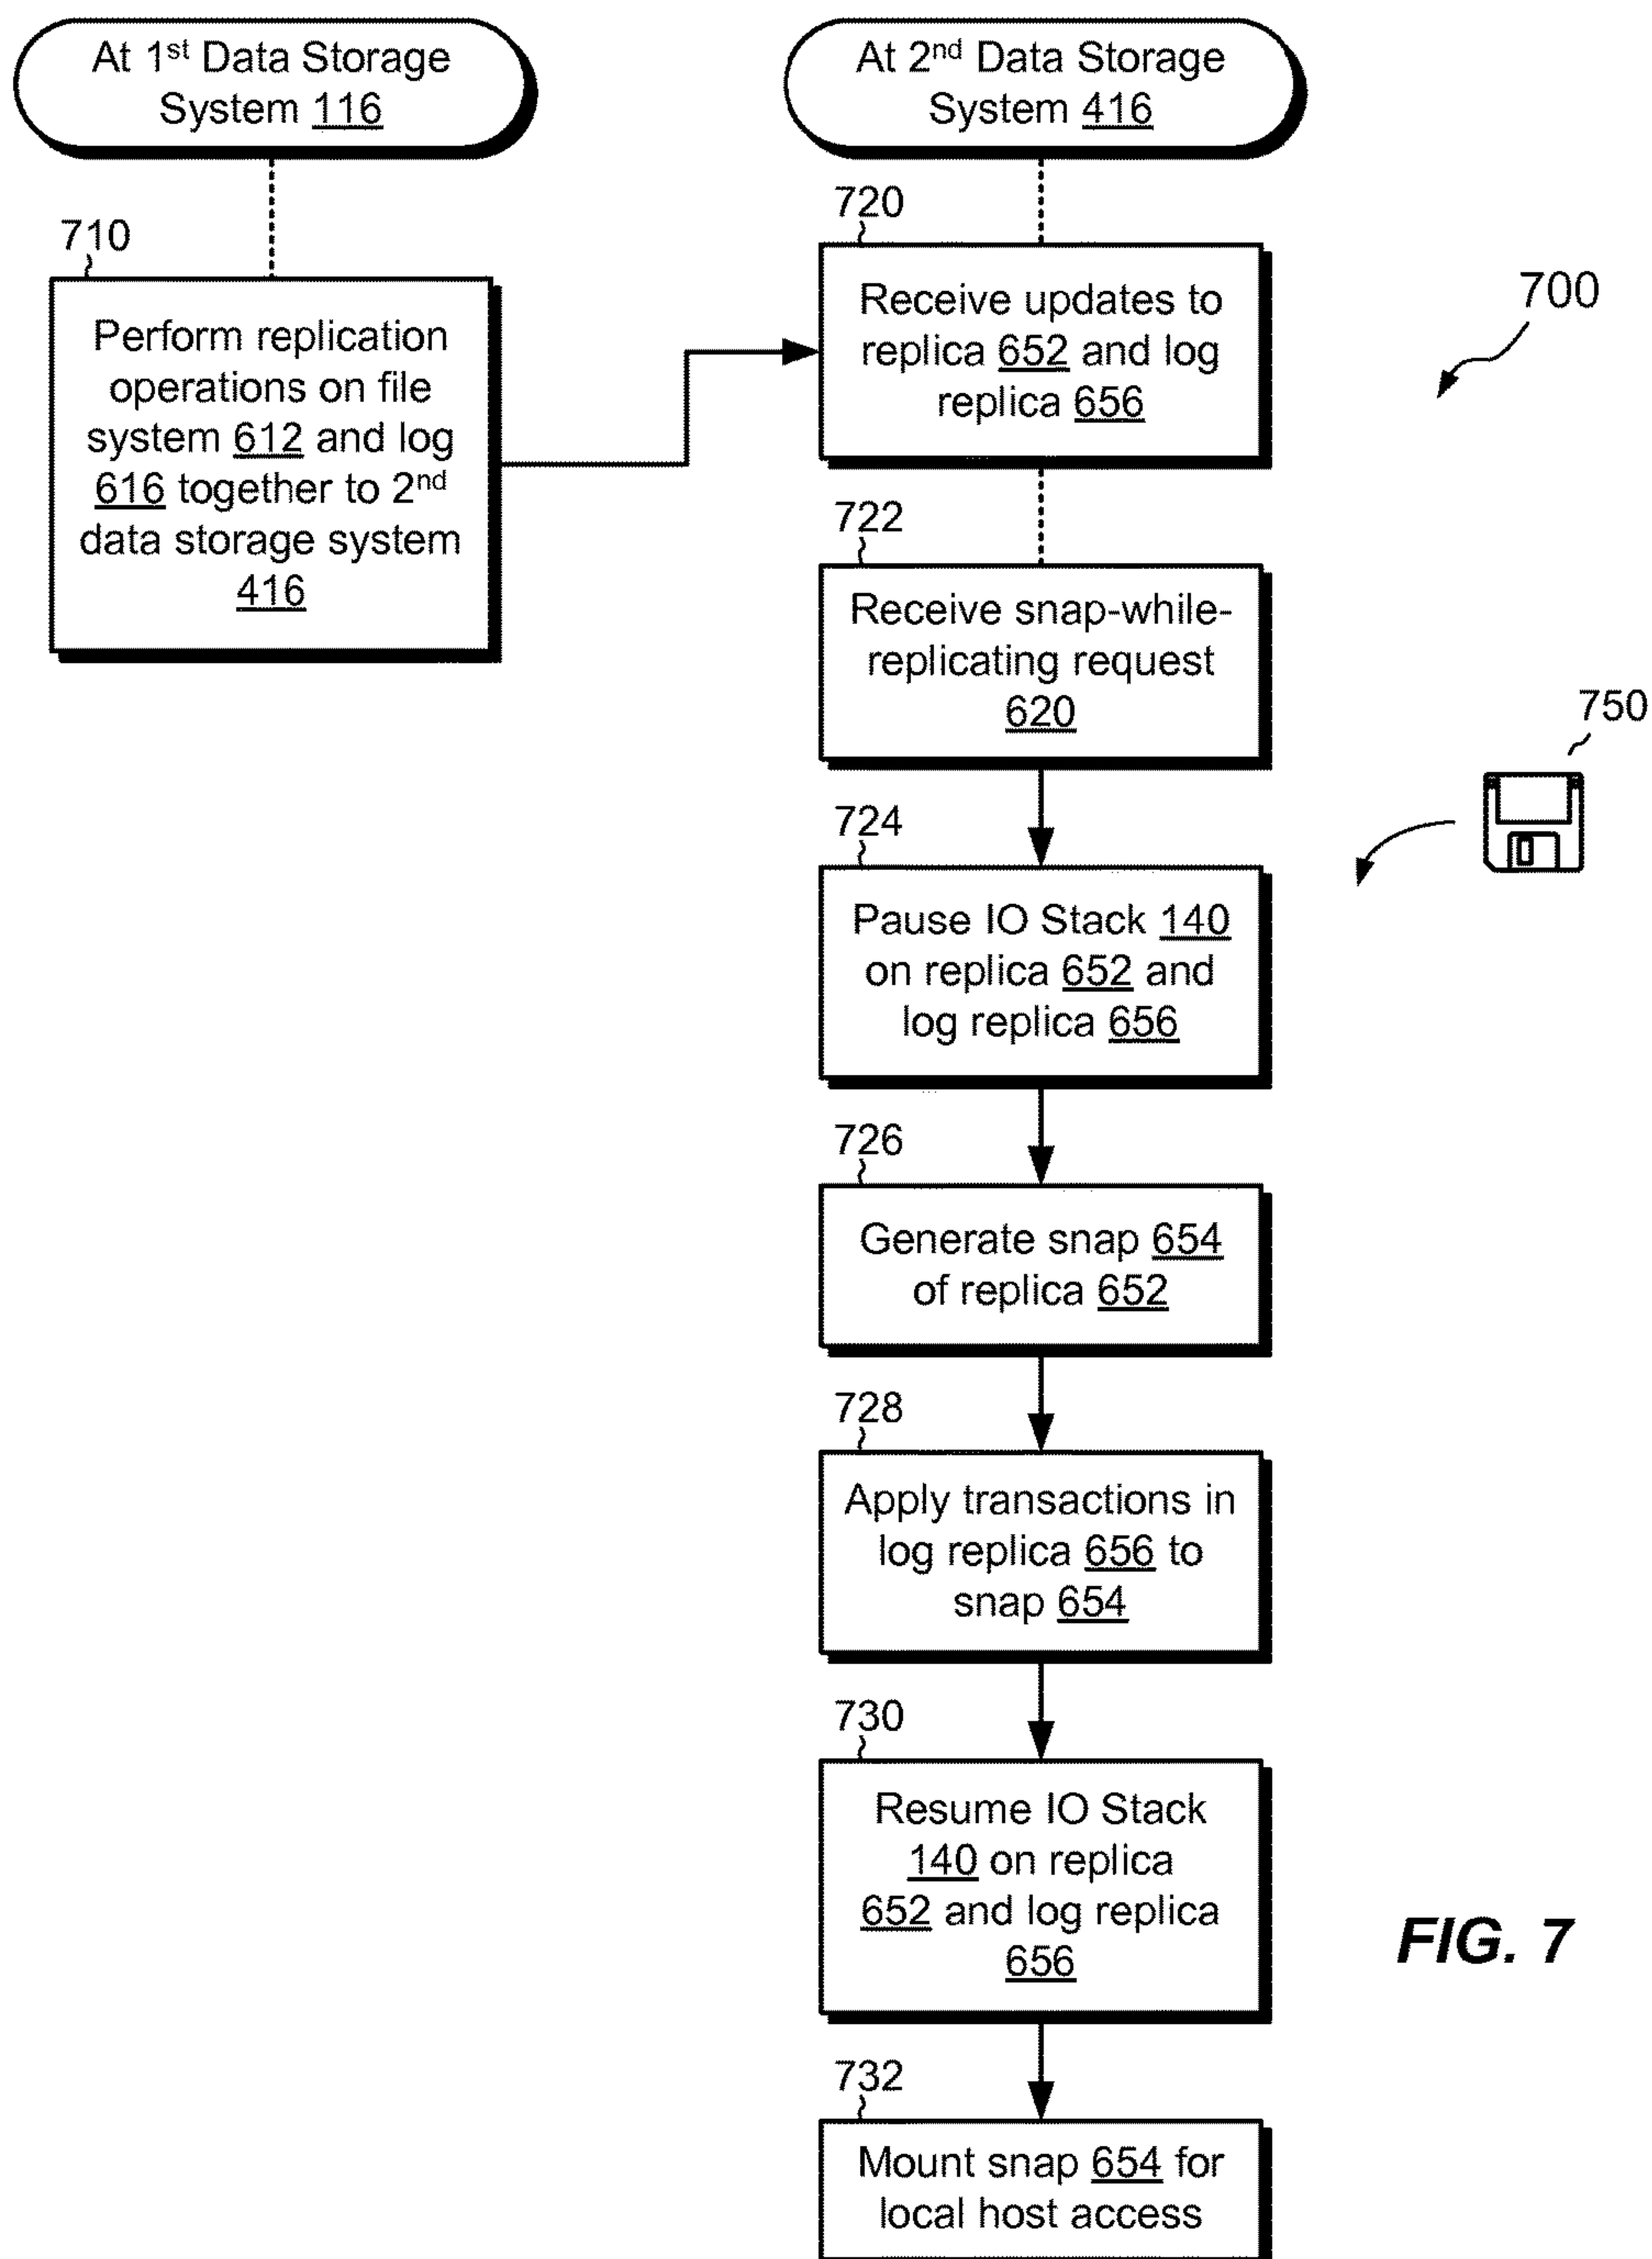 At 1st Data Storage
System 116
At 2nd Data Storage
System 416
710
Perform replication
operations on file
system 612 and log
616 together to 2nd
data storage system
416
720
Receive updates to
replica 652 and log
replica 656
700
722
Receive snap-while-
replicating request
620
750
724
Pause IO Stack 140
on replica 652 and
log replica 656
726
Generate snap 654
of replica 652
728
Apply transactions in
log replica 656 to
snap 654
730
Resume IO Stack
140 on replica
652 and log replica
656
FIG. 7
732
Mount snap 654 for
local host access